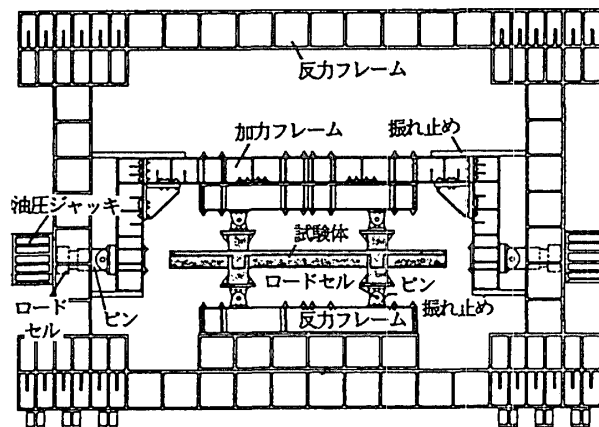 反力フレーム
加力フレーム
振れ止め
油圧ジャッキ
試験体
ロードセル
ピン
ロード
セル
ピン
振れ止め
反力フレーム